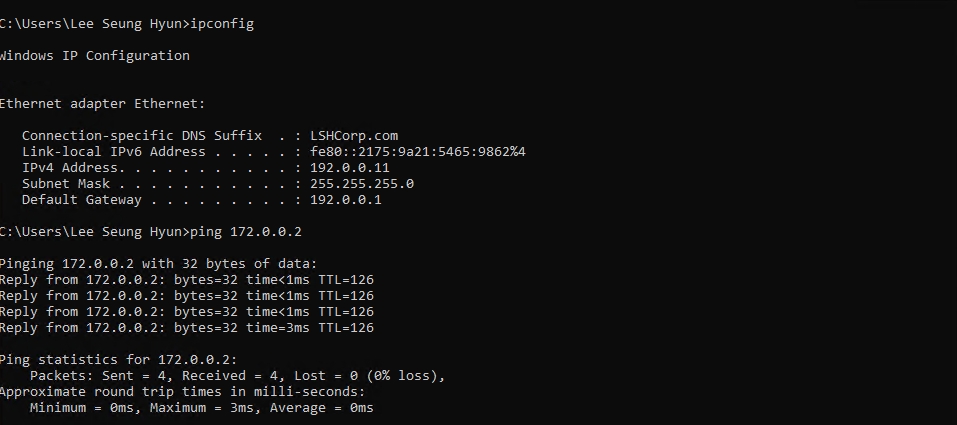 C:\Users\Lee Seung Hyun>ipconfig
Windows IP Configuration
Ethernet adapter Ethernet:
Connection-specific DNS Suffix  . : LSHCorp.com
Link-local IPv6 Address . . . . . : fe80::2175:9a21:5465:9862%4
IPv4 Address. . . . . . . . . . . : 192.0.0.11
Subnet Mask . . . . . . . . . . . : 255.255.255.0
Default Gateway . . . . . . . . . : 192.0.0.1
C:\Users\Lee Seung Hyun>ping 172.0.0.2
Pinging 172.0.0.2 with 32 bytes of data:
Reply from 172.0.0.2: bytes=32 time<1ms TTL=126
Reply from 172.0.0.2: bytes=32 time<1ms TTL=126
Reply from 172.0.0.2: bytes=32 time<1ms TTL=126
Reply from 172.0.0.2: bytes=32 time=3ms TTL=126
Ping statistics for 172.0.0.2:
Packets: Sent = 4, Received = 4, Lost = 0 (0% loss),
Approximate round trip times in milli-seconds:
Minimum = 0ms, Maximum = 3ms, Average = 0ms